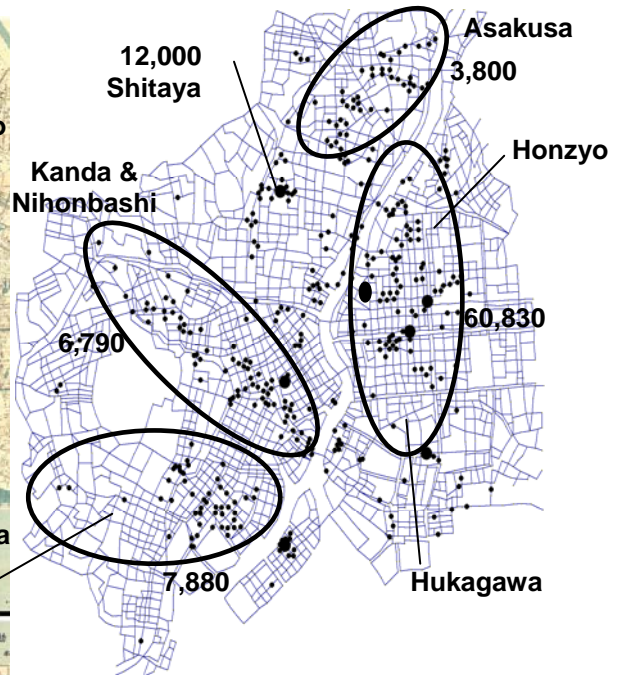 Asakusa
3,800
12,000
Shitaya
Honzyo
Kanda &
Nihonbashi
60,830
6,790
7,880
Hukagawa